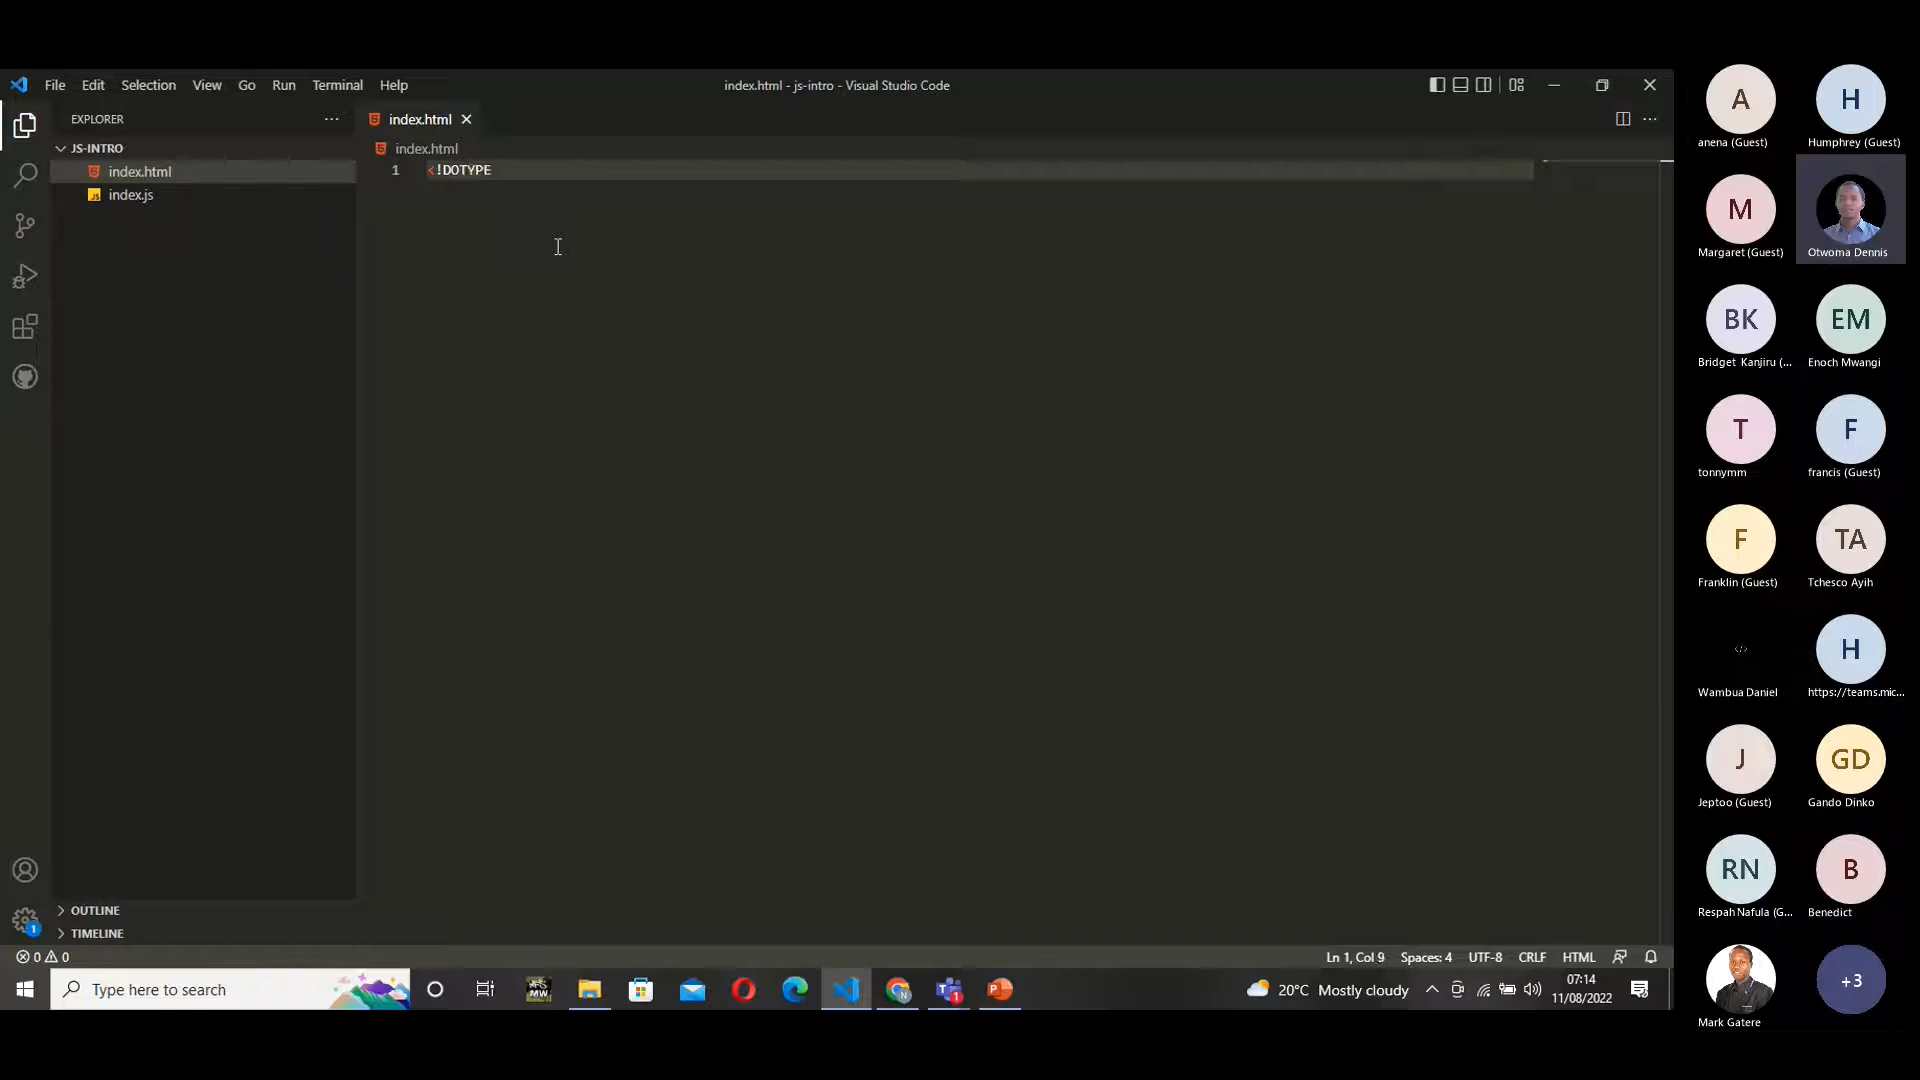 File Edit Selection View Go Run Terminal Help
index.html - js-intro - Visual Studio Code
EXPLORER
index.html
JS-INTRO
index.html
index.html
1 <!DOTYPE
JS index.js
OUTLINE
TIMELINE
0 0
Ln 1, Col 9 Spaces: 4 UTF-8 CRLF HTML
1
Type here to search
MW
N
T 1
P
20°C Mostly cloudy
07:14
11/08/2022
A H
anena (Guest) Humphrey (Guest)
M
Margaret (Guest) Otwoma Dennis
BK EM
Bridget Kanjiru (... Enoch Mwangi
T F
tonnymm francis (Guest)
F TA
Franklin (Guest) Tchesco Ayih
</> H
Wambua Daniel https://teams.mic...
J GD
Jeptoo (Guest) Gando Dinko
RN B
Respah Nafula (G... Benedict
+3
Mark Gatere